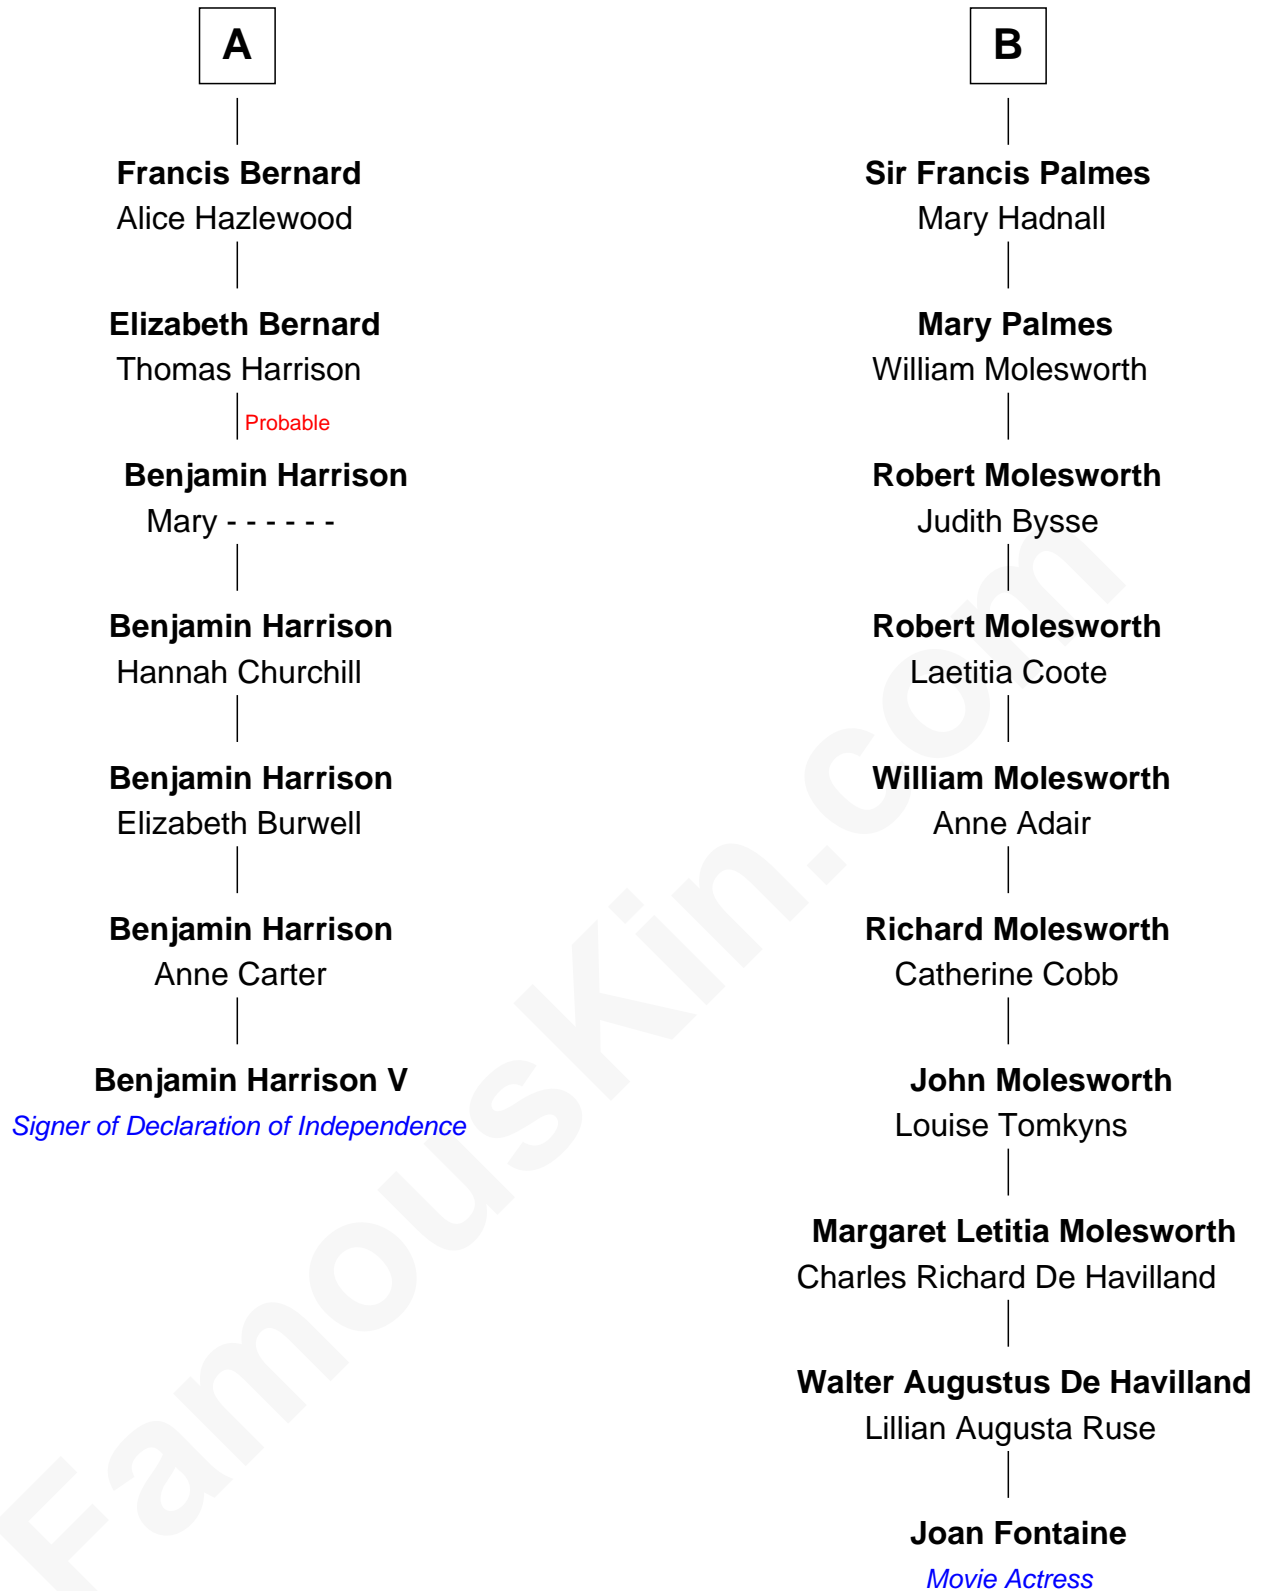 A
Francis Bernard
Alice Hazlewood
Elizabeth Bernard
Thomas Harrison
Probable
Benjamin Harrison
Mary - - - - - -
Benjamin Harrison
Hannah Churchill
Benjamin Harrison
Elizabeth Burwell
Benjamin Harrison
Anne Carter
Benjamin Harrison V
Signer of Declaration of Independence
B
Sir Francis Palmes
Mary Hadnall
Mary Palmes
William Molesworth
Robert Molesworth
Judith Bysse
Robert Molesworth
Laetitia Coote
William Molesworth
Anne Adair
Richard Molesworth
Catherine Cobb
John Molesworth
Louise Tomkyns
Margaret Letitia Molesworth
Charles Richard De Havilland
Walter Augustus De Havilland
Lillian Augusta Ruse
Joan Fontaine
Movie Actress
FamousKin.com